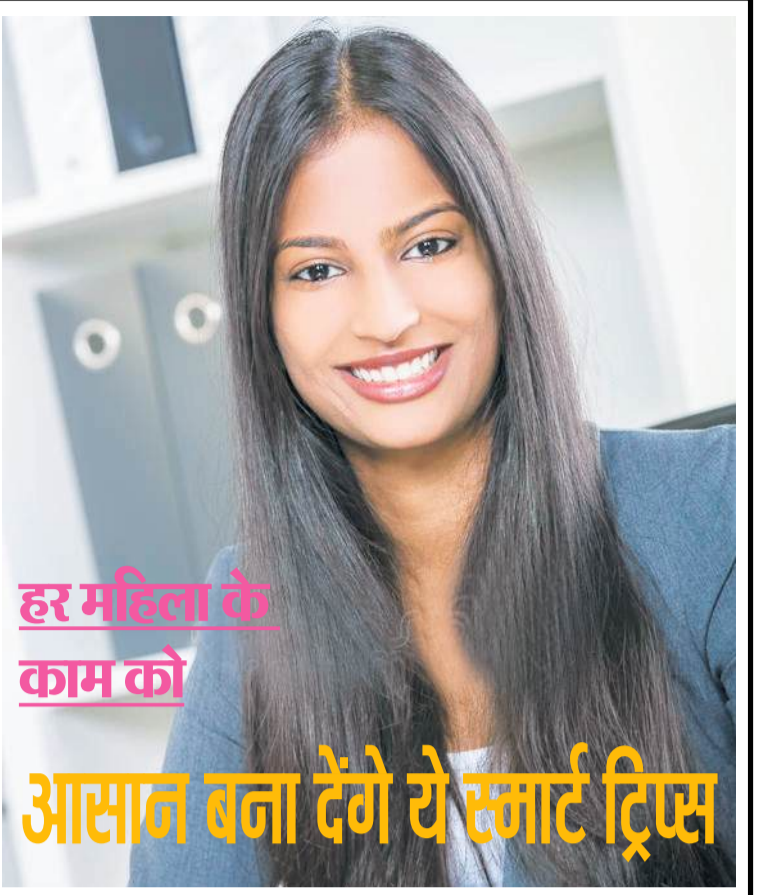 हर महिला के
काम को
आसान बना देंगे ये स्मार्ट ट्रिप्स